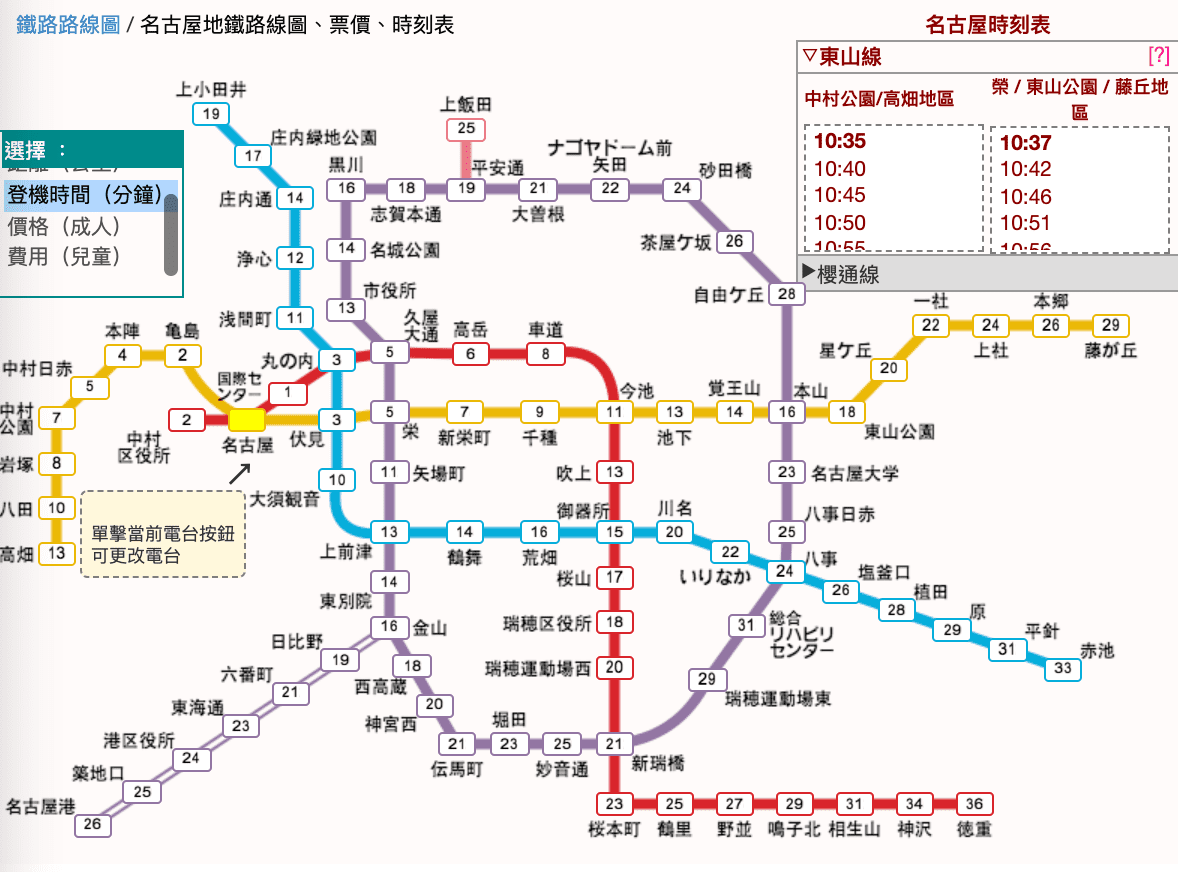 鐵路路線圖 / 名古屋地鐵路線圖、票價、時刻表
名古屋時刻表
▽東山線
[?]
中村公園/高畑地區
榮 / 東山公園 / 藤丘地
區
10:35
10:40
10:45
10:50
10:55
10:37
10:42
10:46
10:51
10:56
▶櫻通線
選擇 ：
登機時間（分鐘）
價格（成人）
費用（兒童）
上小田井
19
庄内緑地公園
17
庄内通
14
浄心
12
浅間町
11
丸の内
3
上飯田
25
黒川
16
志賀本通
18
平安通
19
大曽根
21
ナゴヤドーム前
矢田
22
砂田橋
24
茶屋ケ坂
26
自由ケ丘
28
名城公園
14
市役所
13
久屋
大通
5
高岳
6
車道
8
本陣
4
亀島
2
中村日赤
5
中村
公園
7
岩塚
8
八田
10
高畑
13
国際セ
ンター
1
中村
区役所
2
名古屋
伏見
3
栄
5
新栄町
7
千種
9
今池
11
池下
13
覚王山
14
本山
16
東山公園
18
星ケ丘
20
一社
22
上社
24
本郷
26
藤が丘
29
單擊當前電台按鈕
可更改電台
大須観音
10
矢場町
11
吹上
13
名古屋大学
23
上前津
13
鶴舞
14
荒畑
16
御器所
15
川名
20
いりなか
22
八事日赤
25
八事
24
塩釜口
26
植田
28
原
29
平針
31
赤池
33
東別院
14
金山
16
桜山
17
瑞穂区役所
18
瑞穂運動場西
20
総合
リハビリ
センター
31
瑞穂運動場東
29
日比野
19
六番町
21
東海通
23
港区役所
24
築地口
25
名古屋港
26
西高蔵
18
神宮西
20
伝馬町
21
堀田
23
妙音通
25
新瑞橋
21
桜本町
23
鶴里
25
野並
27
鳴子北
29
相生山
31
神沢
34
徳重
36